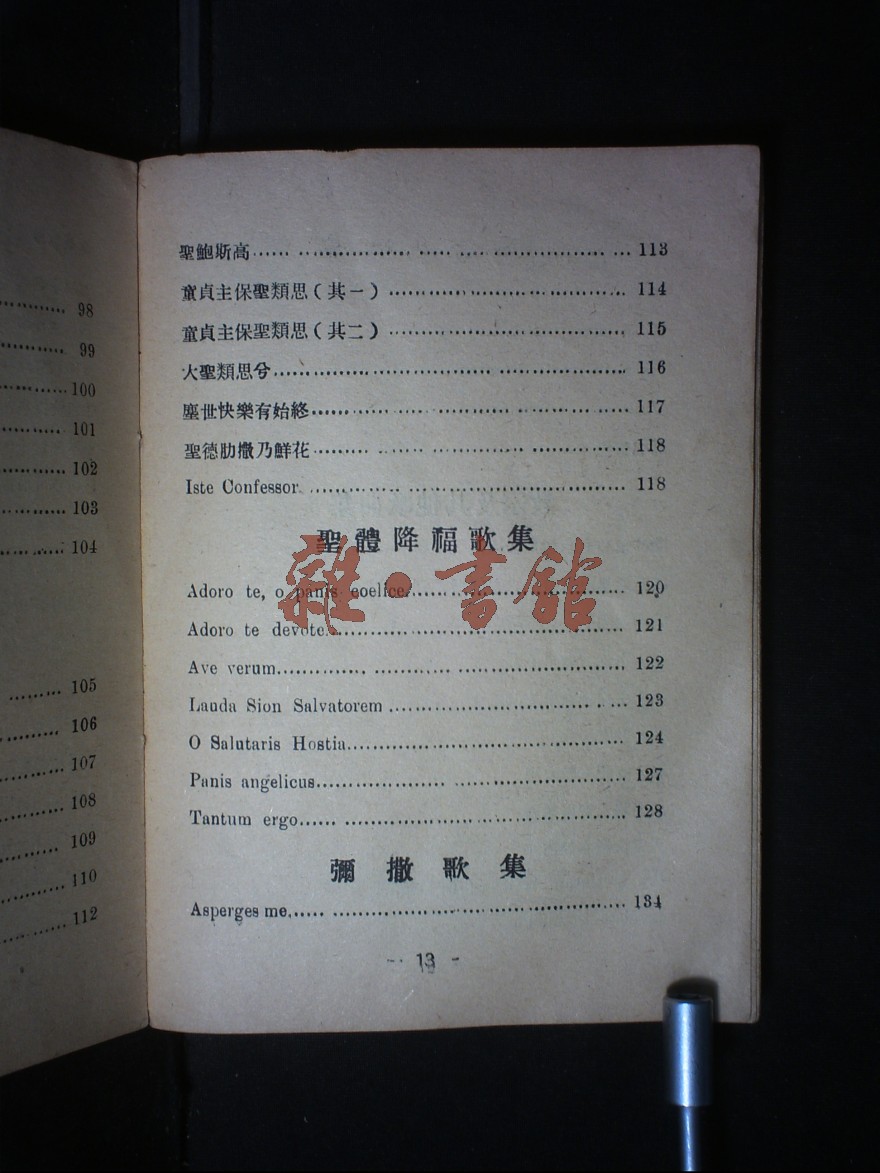 98
99
100
101
102
103
104
105
106
107
108
109
110
112
聖鮑斯高 113
童貞主保聖類思(其一) 114
童貞主保聖類思(其二) 115
大聖類思兮 116
塵世快樂有始終 117
聖德肋撒乃鮮花 118
Iste Confessor 118
聖體降福歌集
Adoro te, o panis coelice 120
Adoro te devote 121
Ave verum 122
Lauda Sion Salvatorem 123
O Salutaris Hostia 124
Panis angelicus 127
Tantum ergo 128
彌撒歌集
Asperges me 134
- 13 -
雜·書館